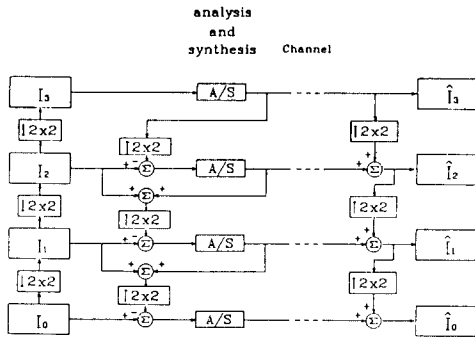 analysis
and
synthesis Channel
I₃ A/S Î₃
↑2x2 ↑2x2 ↑2x2
I₂ + - Σ A/S + + Σ Î₂
+ Σ +
↑2x2 ↑2x2 ↑2x2
I₁ + - Σ A/S + + Σ Î₁
+ Σ +
↑2x2 ↑2x2 ↑2x2
I₀ + - Σ A/S + + Σ Î₀